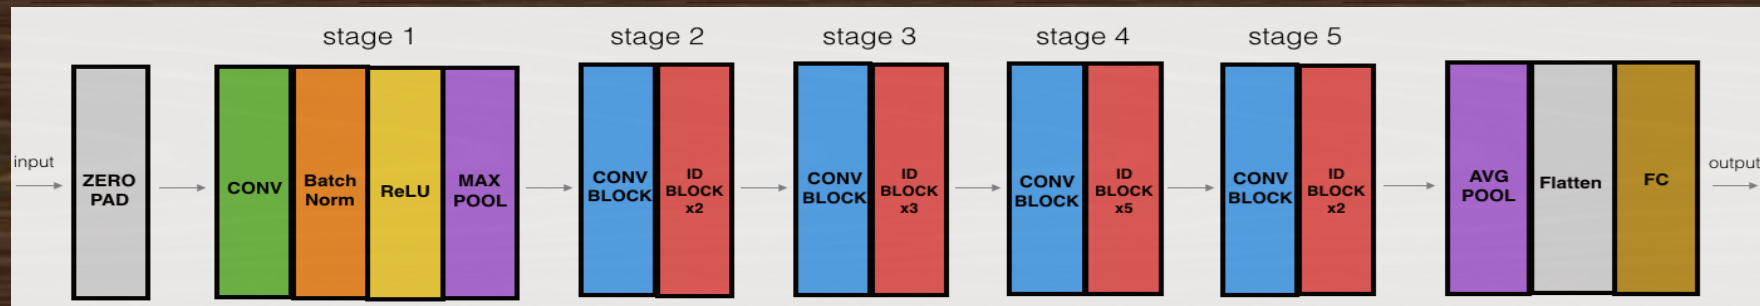 stage 1
stage 2
stage 3
stage 4
stage 5
input
ZERO
PAD
CONV
Batch
Norm
ReLU
MAX
POOL
CONV
BLOCK
ID
BLOCK
x2
CONV
BLOCK
ID
BLOCK
x3
CONV
BLOCK
ID
BLOCK
x5
CONV
BLOCK
ID
BLOCK
x2
AVG
POOL
Flatten
FC
output